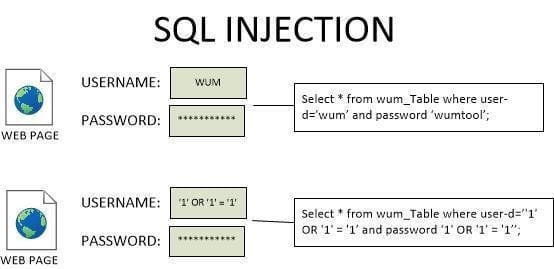 SQL INJECTION
USERNAME:
WUM
PASSWORD:
***********
WEB PAGE
Select * from wum_Table where user-
d=‘wum’ and password ‘wumtool’;
USERNAME:
‘1’ OR ‘1’ = ‘1’
PASSWORD:
***********
WEB PAGE
Select * from wum_Table where user-d=‘’1’
OR ‘1’ = ‘1’ and password ‘1’ OR ‘1’ = ‘1’’;